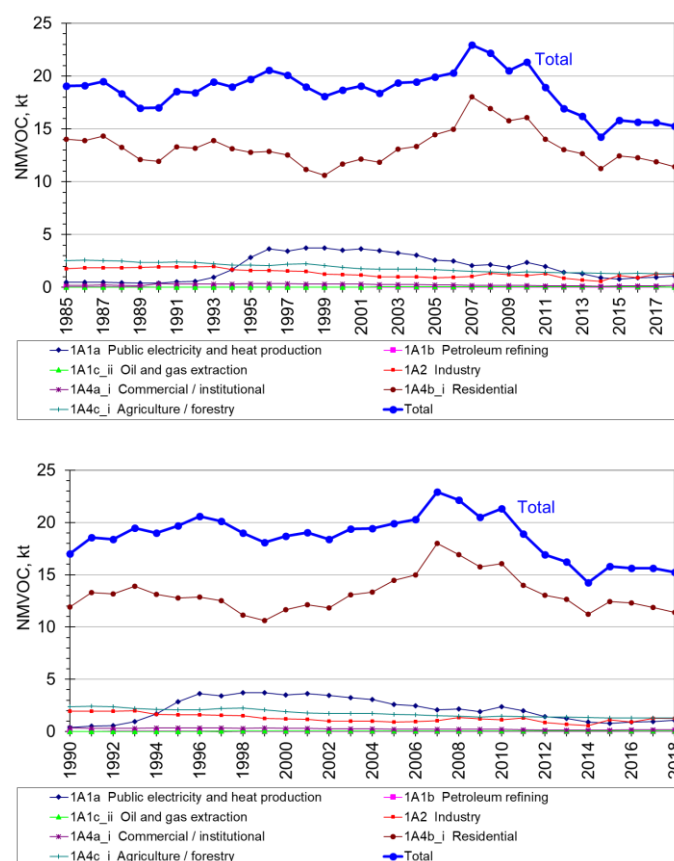 25
20
15
10
5
0
NMVOC, kt
Total
1985
1987
1989
1991
1993
1995
1997
1999
2001
2003
2005
2007
2009
2011
2013
2015
2017
1A1a Public electricity and heat production
1A1b Petroleum refining
1A1c_ii Oil and gas extraction
1A2 Industry
1A4a_i Commercial / institutional
1A4b_i Residential
1A4c_i Agriculture / forestry
Total
25
20
15
10
5
0
NMVOC, kt
Total
1990
1992
1994
1996
1998
2000
2002
2004
2006
2008
2010
2012
2014
2016
2018
1A1a Public electricity and heat production
1A1b Petroleum refining
1A1c_ii Oil and gas extraction
1A2 Industry
1A4a_i Commercial / institutional
1A4b_i Residential
1A4c_i Agriculture / forestry
Total